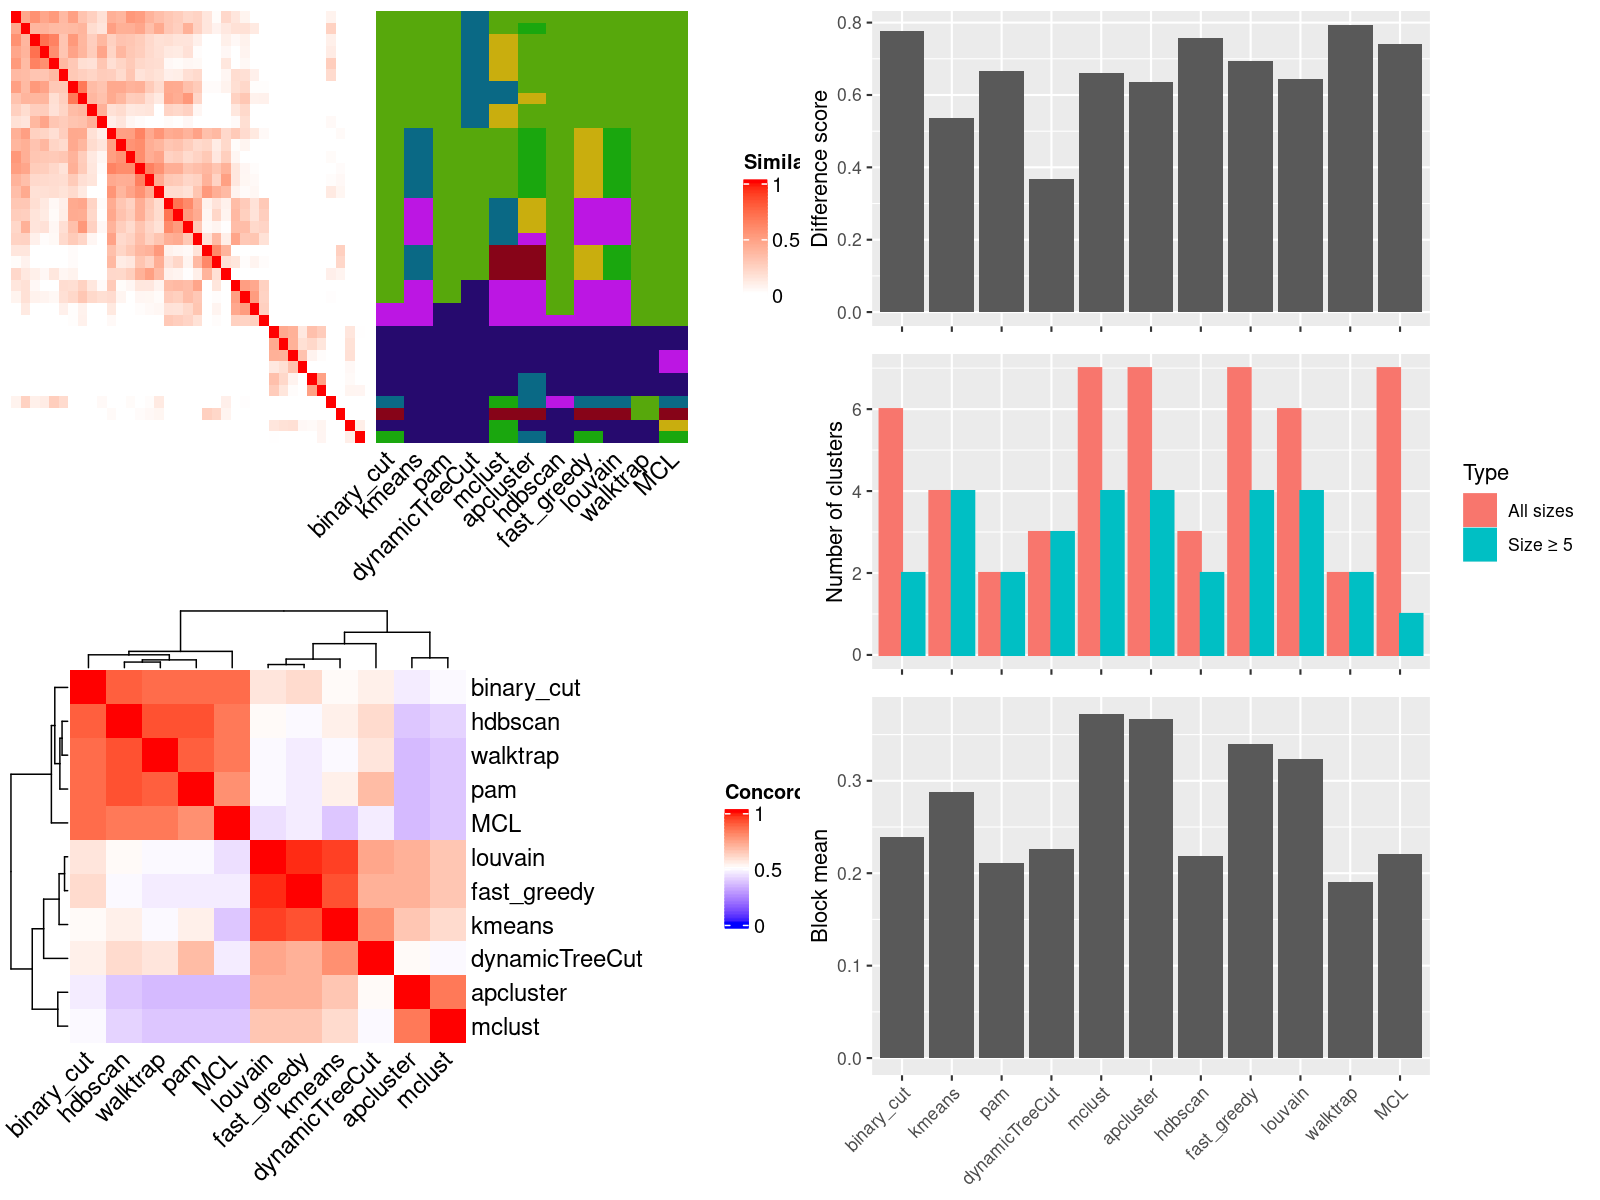 Simila
1
0.5
0
binary_cut
kmeans
pam
dynamicTreeCut
mclust
apcluster
hdbscan
fast_greedy
louvain
walktrap
MCL
binary_cut
hdbscan
walktrap
pam
MCL
louvain
fast_greedy
kmeans
dynamicTreeCut
apcluster
mclust
binary_cut
hdbscan
walktrap
pam
MCL
louvain
fast_greedy
kmeans
dynamicTreeCut
apcluster
mclust
Concord
1
0.5
0
Difference score
0.8
0.6
0.4
0.2
0.0
Number of clusters
6
4
2
0
Type
All sizes
Size ≥ 5
Block mean
0.3
0.2
0.1
0.0
binary_cut
kmeans
pam
dynamicTreeCut
mclust
apcluster
hdbscan
fast_greedy
louvain
walktrap
MCL